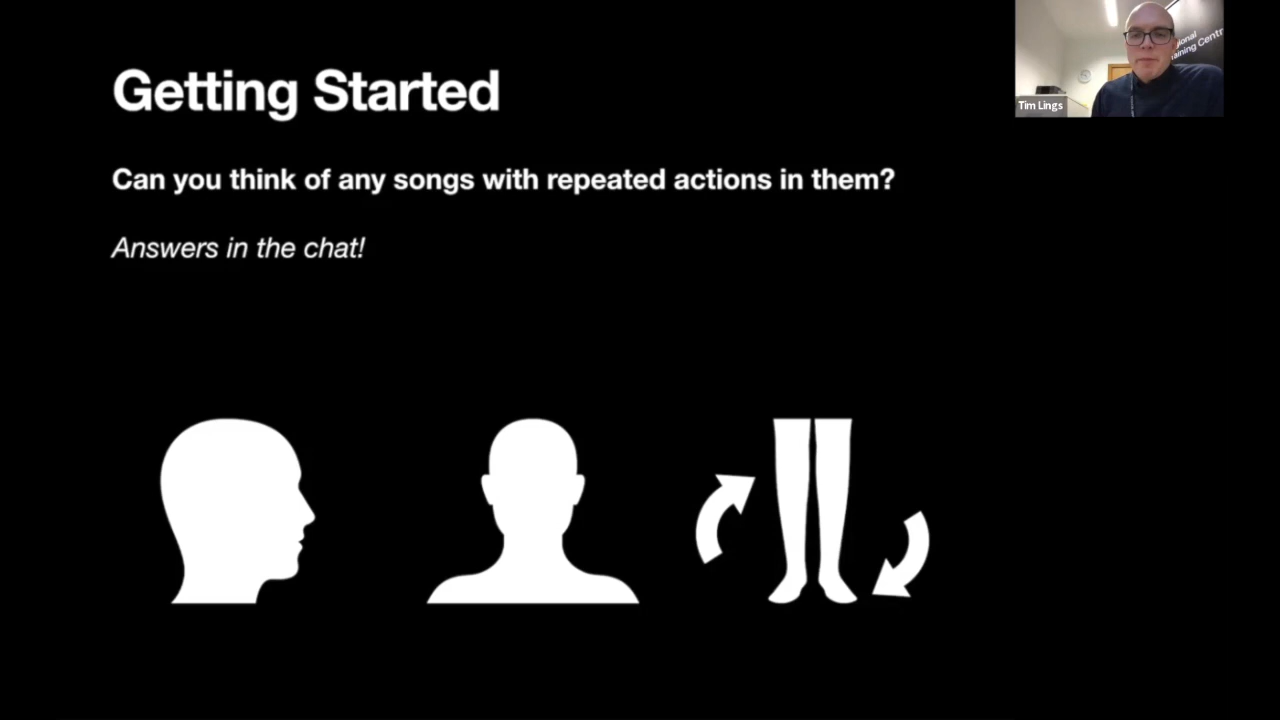 Getting Started
Can you think of any songs with repeated actions in them?
Answers in the chat!
Tim Lings